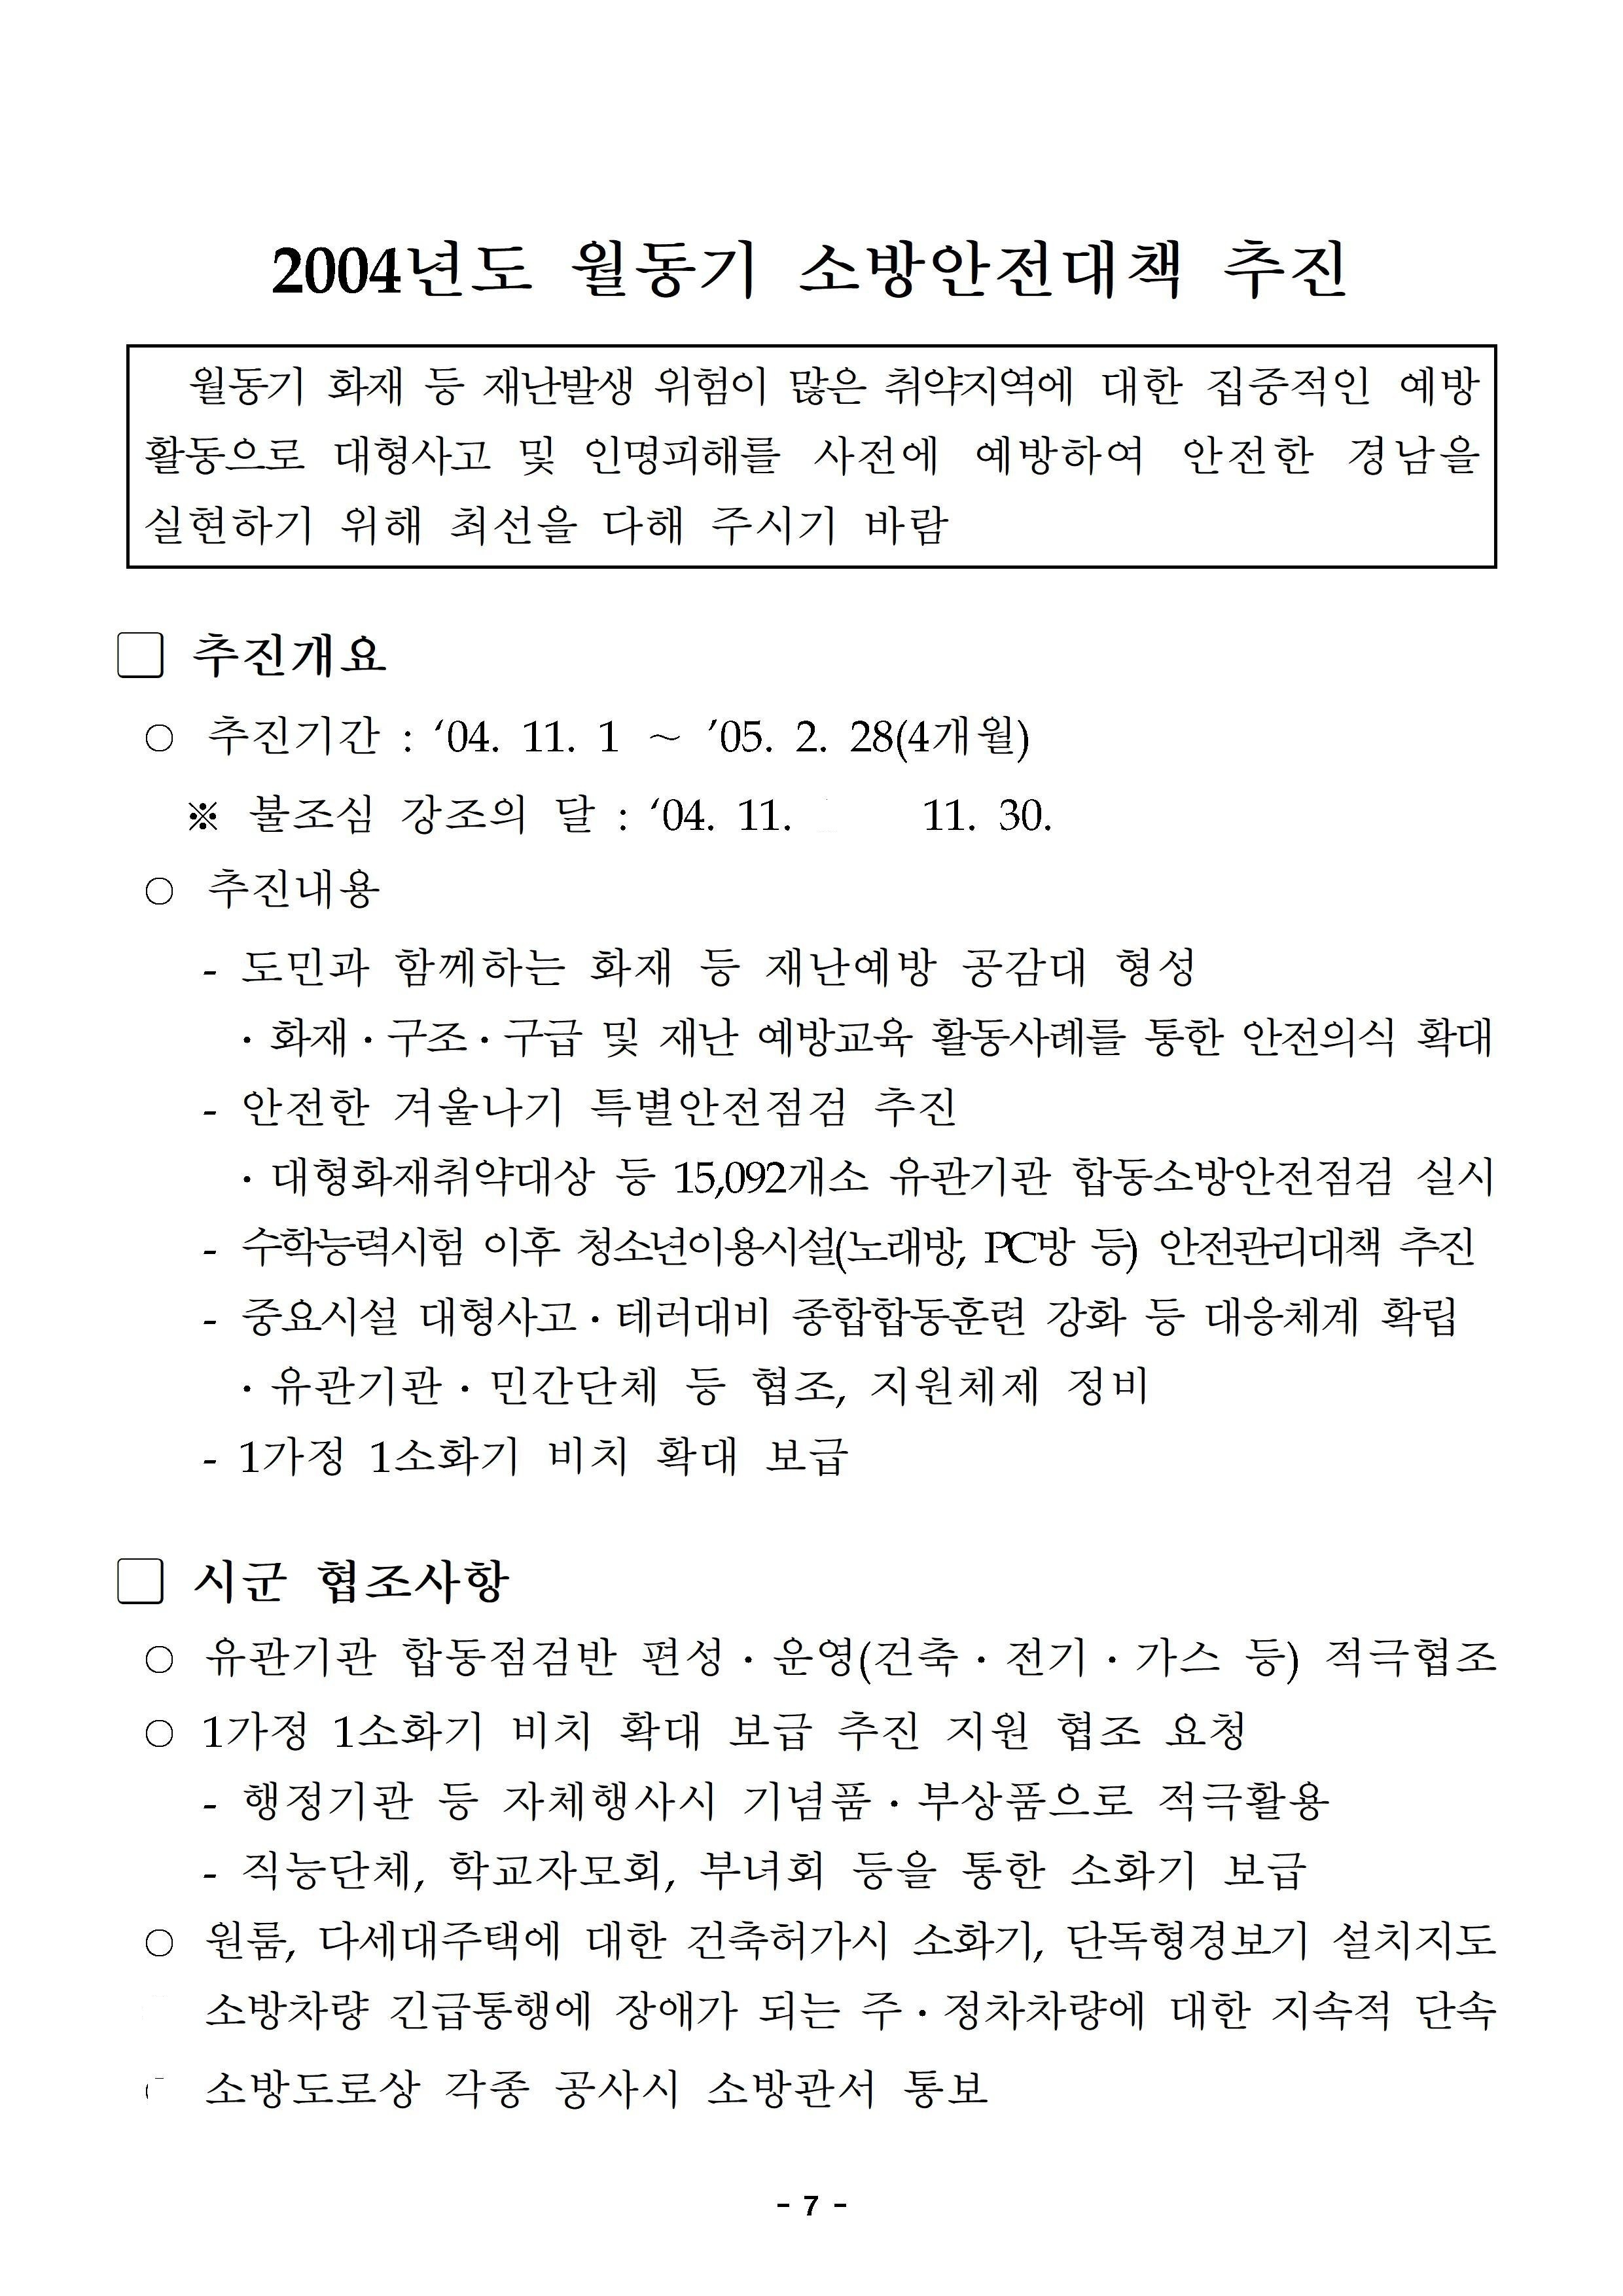 2004년도 월동기 소방안전대책 추진
월동기 화재 등 재난발생 위험이 많은 취약지역에 대한 집중적인 예방
활동으로 대형사고 및 인명피해를 사전에 예방하여 안전한 경남을
실현하기 위해 최선을 다해 주시기 바람
□ 추진개요
○ 추진기간 : ‘04. 11. 1 ~ ’05. 2. 28(4개월)
※ 불조심 강조의 달 : ‘04. 11. 11. 30.
○ 추진내용
- 도민과 함께하는 화재 등 재난예방 공감대 형성
· 화재·구조·구급 및 재난 예방교육 활동사례를 통한 안전의식 확대
- 안전한 겨울나기 특별안전점검 추진
· 대형화재취약대상 등 15,092개소 유관기관 합동소방안전점검 실시
- 수학능력시험 이후 청소년이용시설(노래방, PC방 등) 안전관리대책 추진
- 중요시설 대형사고·테러대비 종합합동훈련 강화 등 대응체계 확립
· 유관기관·민간단체 등 협조, 지원체제 정비
- 1가정 1소화기 비치 확대 보급
□ 시군 협조사항
○ 유관기관 합동점검반 편성·운영(건축·전기·가스 등) 적극협조
○ 1가정 1소화기 비치 확대 보급 추진 지원 협조 요청
- 행정기관 등 자체행사시 기념품·부상품으로 적극활용
- 직능단체, 학교자모회, 부녀회 등을 통한 소화기 보급
○ 원룸, 다세대주택에 대한 건축허가시 소화기, 단독형경보기 설치지도
소방차량 긴급통행에 장애가 되는 주·정차차량에 대한 지속적 단속
소방도로상 각종 공사시 소방관서 통보
- 7 -